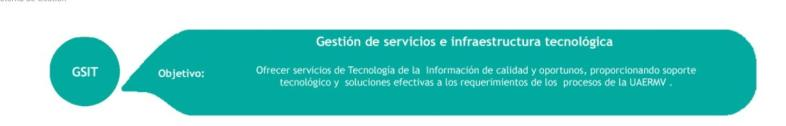 Gestión de servicios e infraestructura tecnológica
GSIT
Objetivo:
Ofrecer servicios de Tecnología de la Información de calidad y oportunos, proporcionando soporte
tecnológico y soluciones efectivas a los requerimientos de los procesos de la UAERMV .